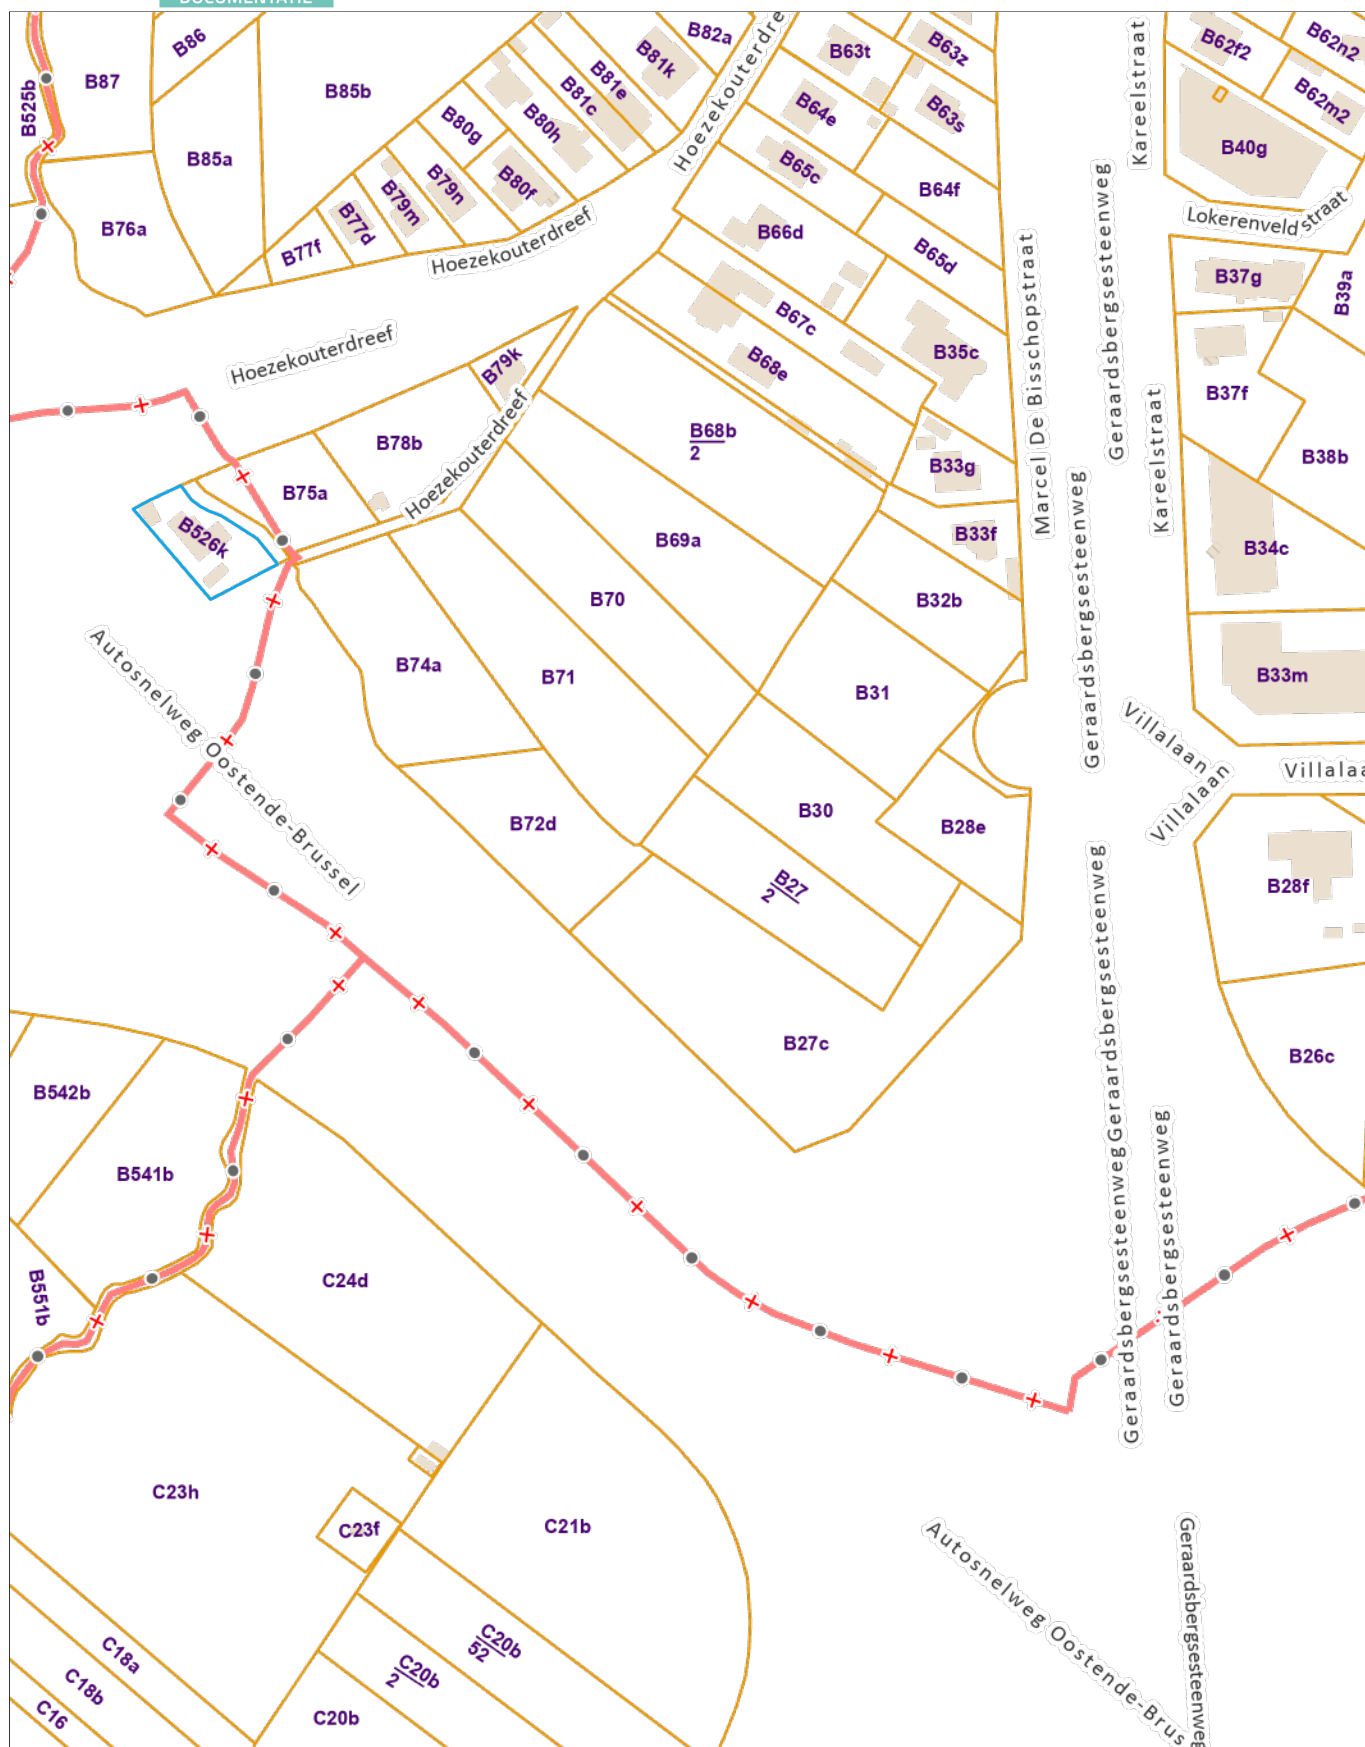 DOCUMENTATIE
B86
B87
B525b
B85b
B85a
B76a
B82a
B81k
B81e
B81c
B80h
B80g
B80f
B79n
B79m
B77d
B77f
Hoezekouterdreef
Hoezekouterdre
B63t
B63z
B64e
B63s
B65c
B64f
B66d
B65d
B67c
B68e
B35c
B62f2
B62n2
B62m2
B40g
Kareelstraat
Lokerenveldstraat
B37g
B39a
B37f
B38b
B34c
B33m
Geraardsbergsesteenweg
Marcel De Bisschopstraat
Kareelstraat
Geraardsbergsesteenweg
Hoezekouterdreef
B79k
B78b
Hoezekouterdreef
B75a
B526k
B68b
2
B33g
B33f
B69a
B32b
B70
B74a
B71
B31
B72d
B30
B28e
B27
2
B27c
Villalaan
Villalaan
Villalaa
B28f
B26c
Autosnelweg Oostende-Brussel
Geraardsbergsesteenweg
Geraardsbergsesteenweg
Geraardsbergsesteenweg
B542b
B541b
B551b
C24d
C23h
C23f
C21b
C20b
52
C20b
2
C20b
C18a
C18b
C16
Autosnelweg Oostende-Brus
Geraardsbergsesteenweg